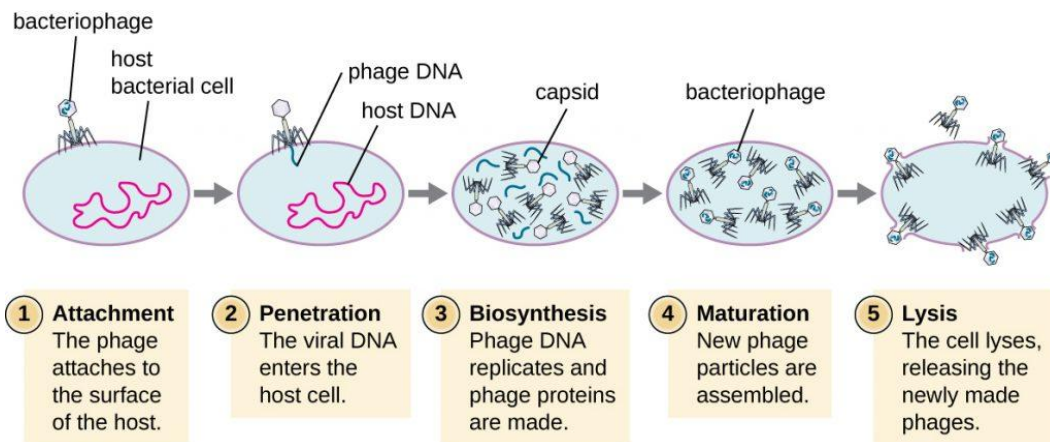 bacteriophage
host
bacterial cell
phage DNA
host DNA
capsid
bacteriophage
1 Attachment
The phage
attaches to
the surface
of the host.
2 Penetration
The viral DNA
enters the
host cell.
3 Biosynthesis
Phage DNA
replicates and
phage proteins
are made.
4 Maturation
New phage
particles are
assembled.
5 Lysis
The cell lyses,
releasing the
newly made
phages.